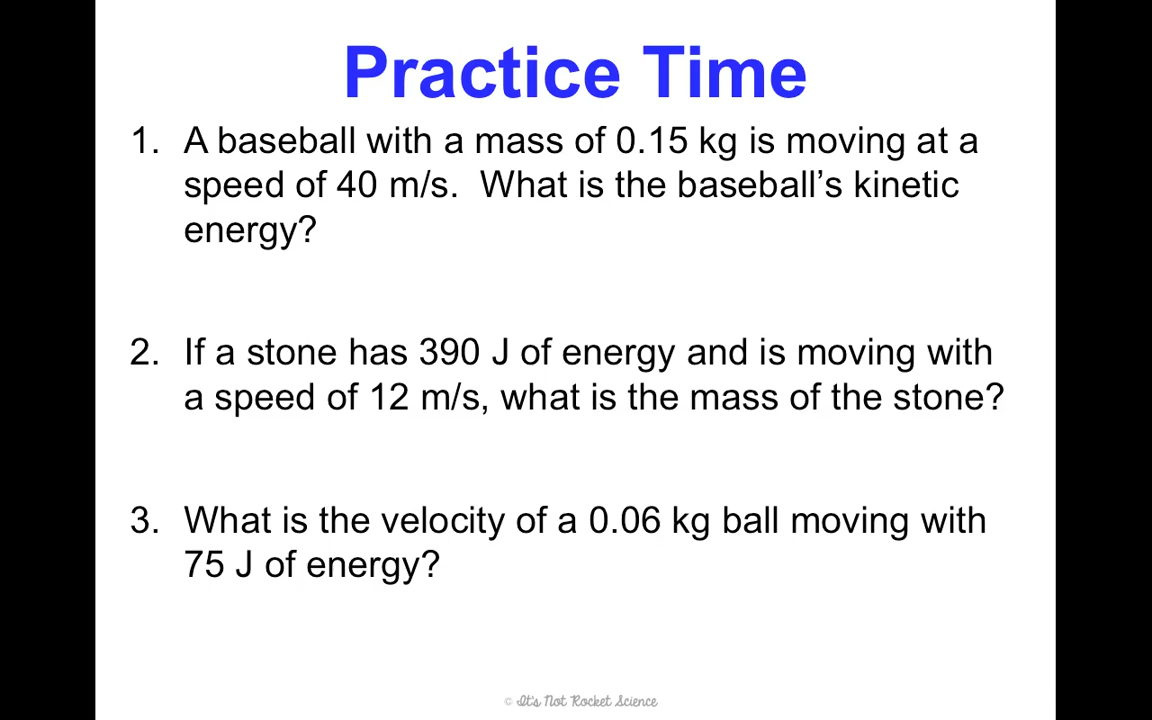 Practice Time
1. A baseball with a mass of 0.15 kg is moving at a
speed of 40 m/s. What is the baseball’s kinetic
energy?
2. If a stone has 390 J of energy and is moving with
a speed of 12 m/s, what is the mass of the stone?
3. What is the velocity of a 0.06 kg ball moving with
75 J of energy?
© It's Not Rocket Science